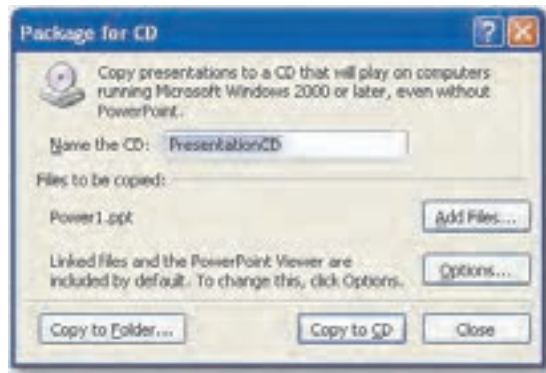 Package for CD
Copy presentations to a CD that will play on computers
running Microsoft Windows 2000 or later, even without
PowerPoint.
Name the CD: PresentationCD
Files to be copied:
Power1.ppt
Add Files...
Linked files and the PowerPoint Viewer are
included by default. To change this, click Options.
Options...
Copy to Folder... Copy to CD Close